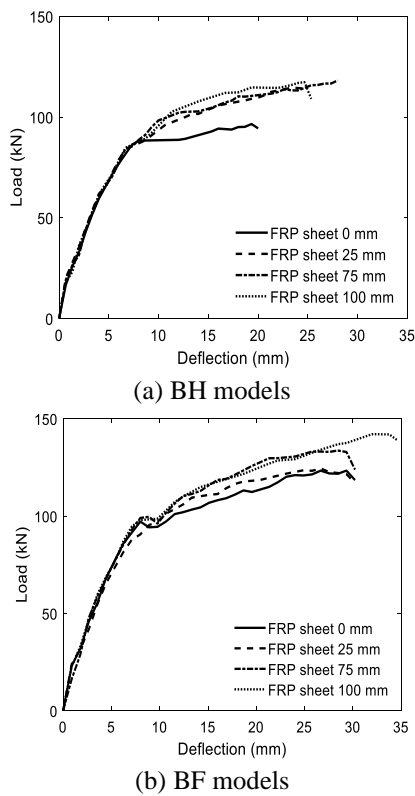 150
100
50
0
Load (kN)
FRP sheet 0 mm
FRP sheet 25 mm
FRP sheet 75 mm
FRP sheet 100 mm
0 5 10 15 20 25 30 35
Deflection (mm)
(a) BH models
150
100
50
0
Load (kN)
FRP sheet 0 mm
FRP sheet 25 mm
FRP sheet 75 mm
FRP sheet 100 mm
0 5 10 15 20 25 30 35
Deflection (mm)
(b) BF models